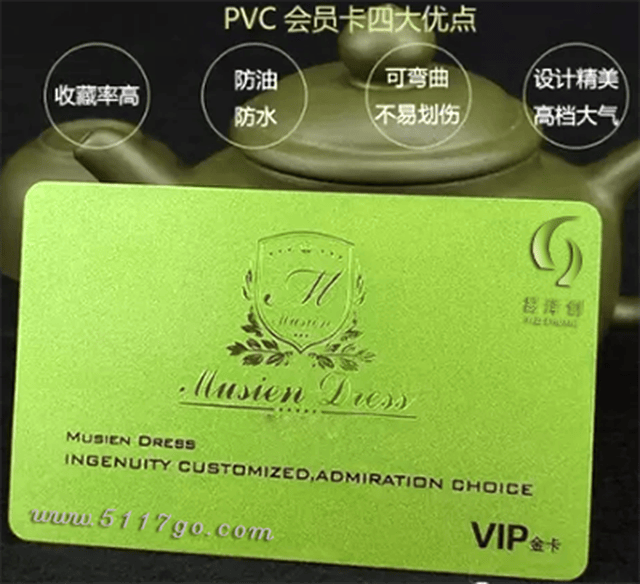 PVC 会员卡四大优点
收藏率高
防油
防水
可弯曲
不易划伤
设计精美
高档大气
M
Musien
Musien Dress
MUSIEN DRESS
INGENUITY CUSTOMIZED,ADMIRATION CHOICE
www.5117go.com
VIP金卡